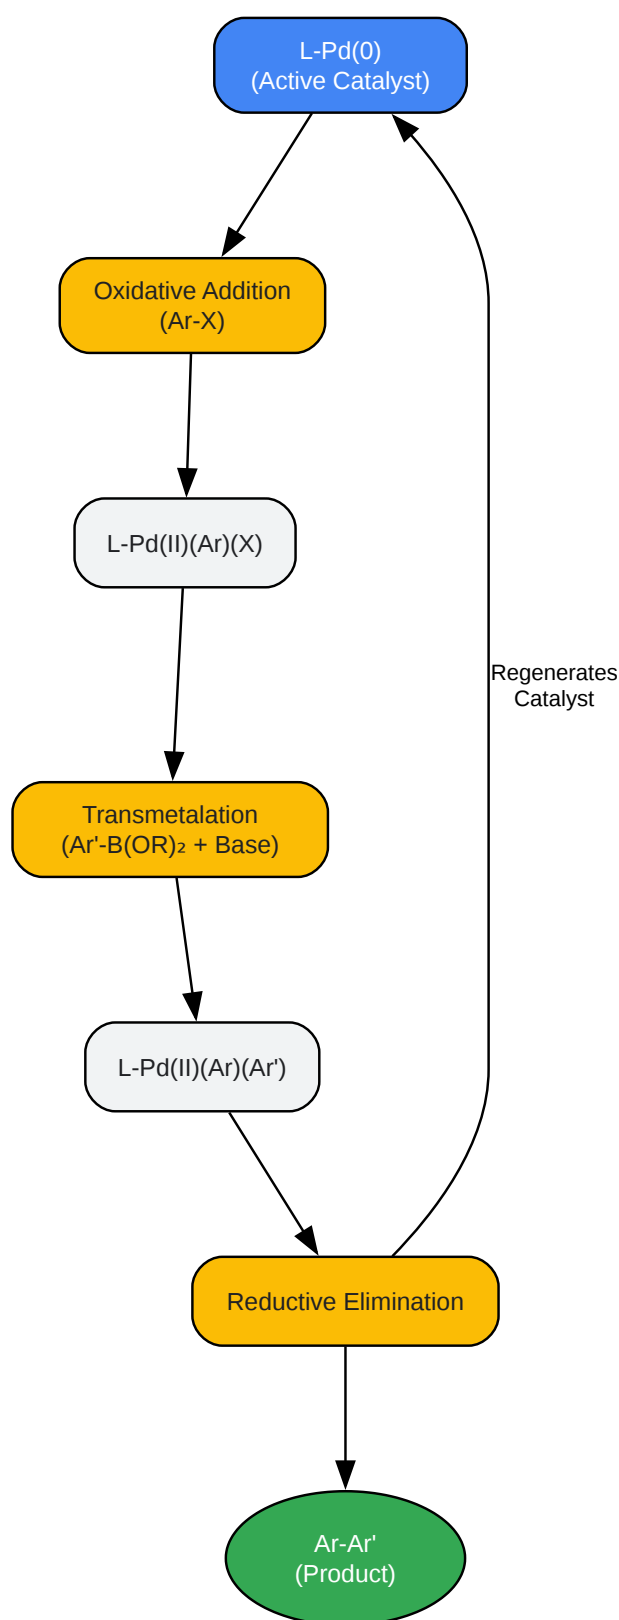 L-Pd(0)
(Active Catalyst)
Oxidative Addition
(Ar-X)
L-Pd(II)(Ar)(X)
Regenerates
Catalyst
Transmetalation
(Ar'-B(OR)₂ + Base)
L-Pd(II)(Ar)(Ar')
Reductive Elimination
Ar-Ar'
(Product)